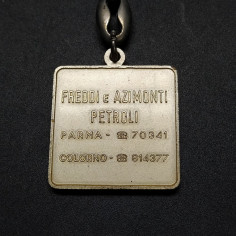 FREDDI e AZIMONTI
PETROLI
PARMA - ☎ 70341
COLORNO - ☎ 814377